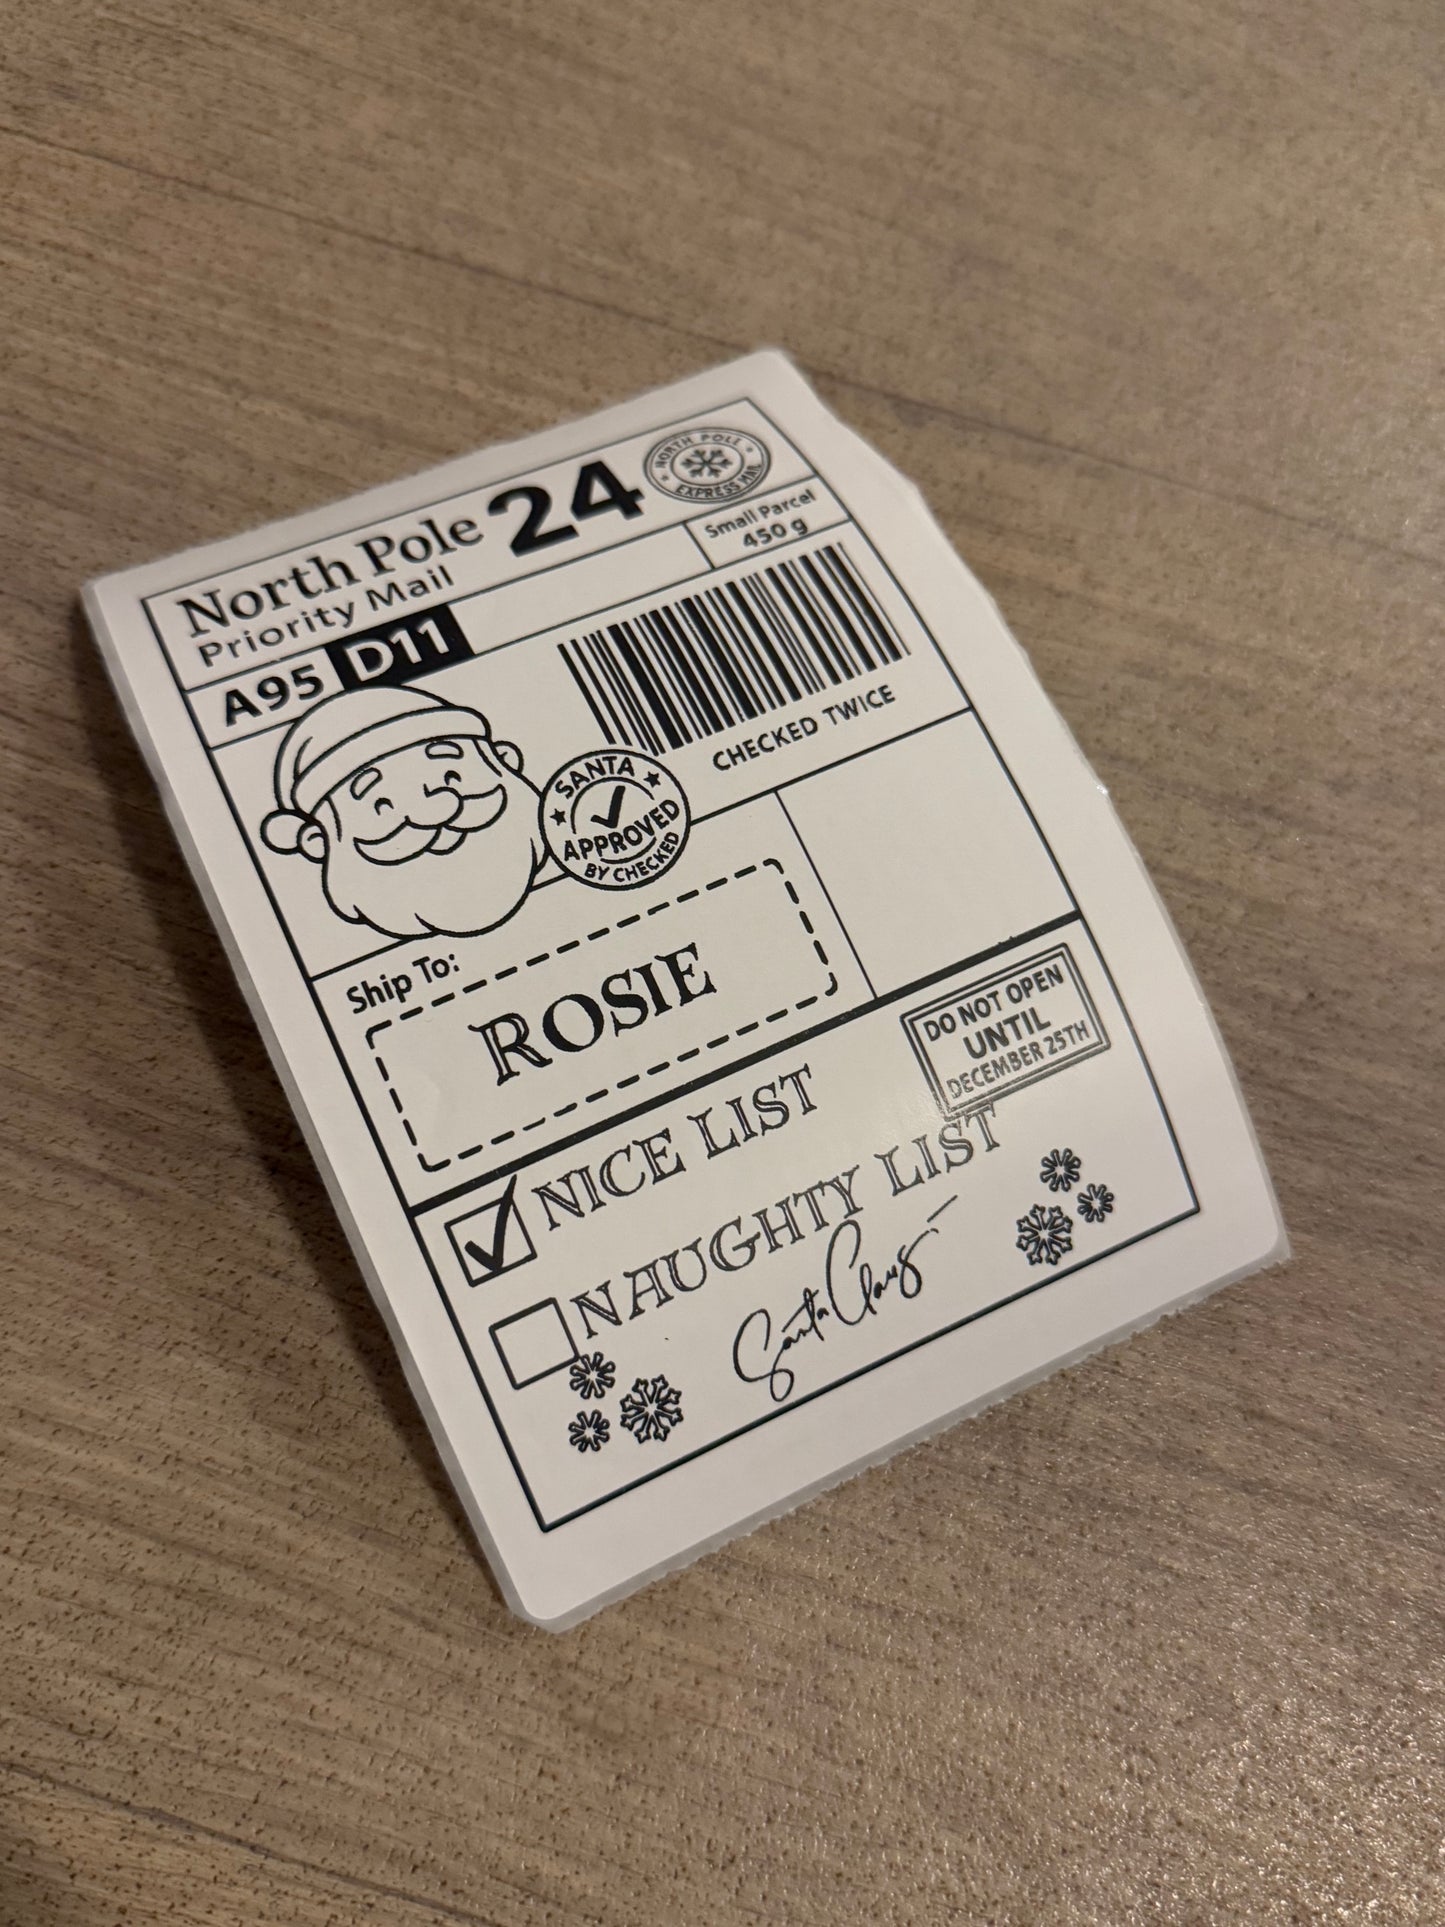 North Pole 24
Priority Mail
NORTH POLL
EXPRESS MAIL
Small Parcel
450 g
A95 D11
CHECKED TWICE
SANTA
APPROVED
BY CHECKED
Ship To:
ROSIE
DO NOT OPEN
UNTIL
DECEMBER 25TH
NICE LIST
NAUGHTY LIST
Santa Claus